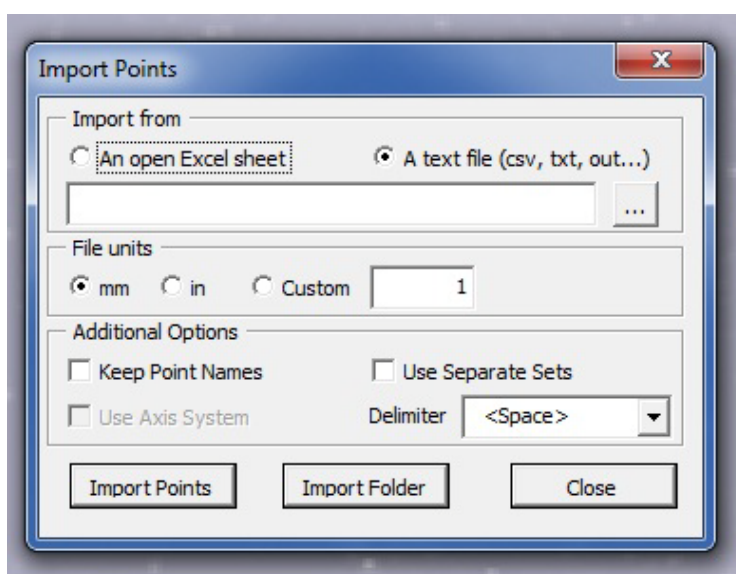 Import Points
Import from
An open Excel sheet A text file (csv, txt, out...)
...
File units
mm in Custom 1
Additional Options
Keep Point Names Use Separate Sets
Use Axis System Delimiter <Space>
Import Points Import Folder Close